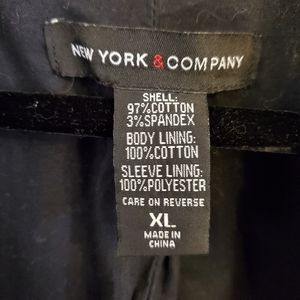 NEW YORK & COMPANY
SHELL:
97%COTTON
3%SPANDEX
BODY LINING:
100%COTTON
SLEEVE LINING:
100%POLYESTER
CARE ON REVERSE
XL
MADE IN
CHINA